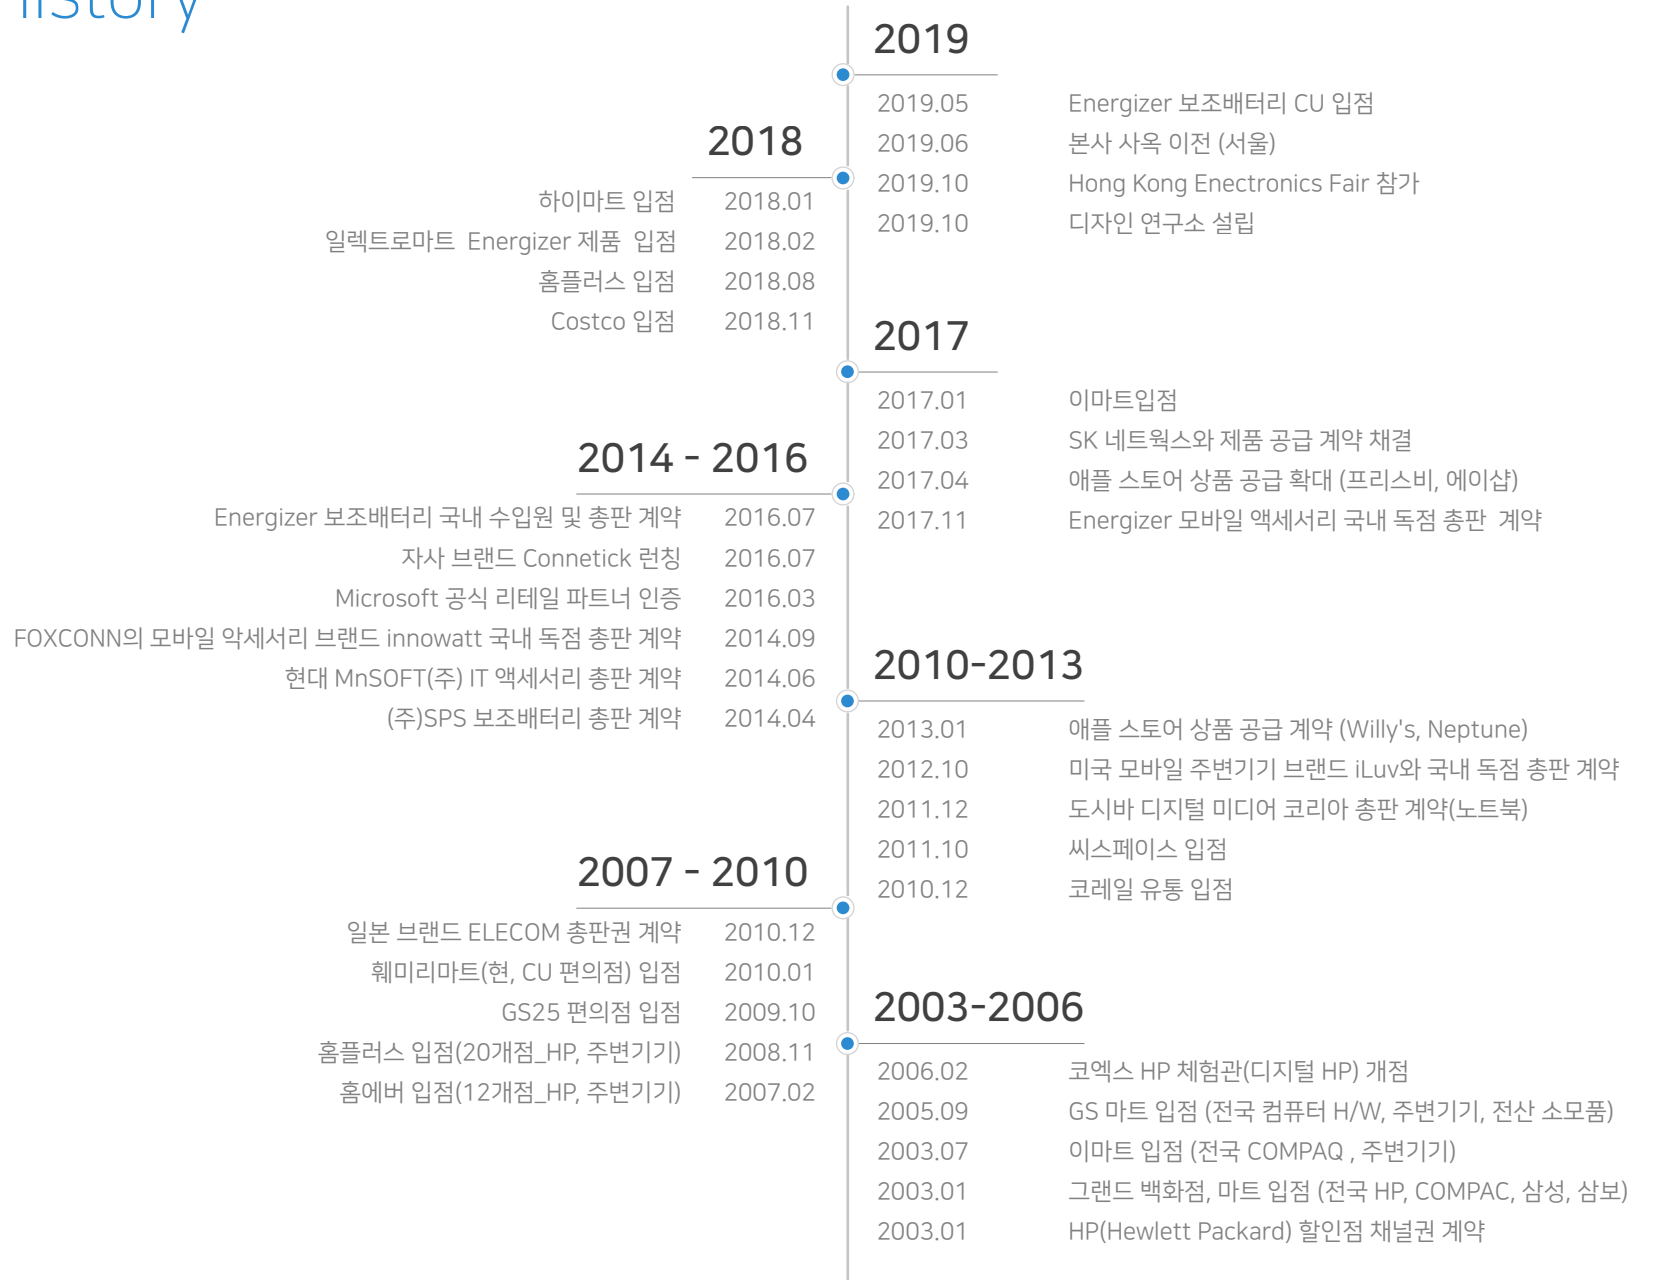 History
2019
2019.05 Energizer 보조배터리 CU 입점
2019.06 본사 사옥 이전 (서울)
2019.10 Hong Kong Enectronics Fair 참가
2019.10 디자인 연구소 설립
2018
하이마트 입점 2018.01
일렉트로마트 Energizer 제품 입점 2018.02
홈플러스 입점 2018.08
Costco 입점 2018.11
2017
2017.01 이마트입점
2017.03 SK 네트웍스와 제품 공급 계약 채결
2017.04 애플 스토어 상품 공급 확대 (프리스비, 에이샵)
2017.11 Energizer 모바일 액세서리 국내 독점 총판 계약
2014 - 2016
Energizer 보조배터리 국내 수입원 및 총판 계약 2016.07
자사 브랜드 Connetick 런칭 2016.07
Microsoft 공식 리테일 파트너 인증 2016.03
FOXCONN의 모바일 악세서리 브랜드 innowatt 국내 독점 총판 계약 2014.09
현대 MnSOFT(주) IT 액세서리 총판 계약 2014.06
(주)SPS 보조배터리 총판 계약 2014.04
2010-2013
2013.01 애플 스토어 상품 공급 계약 (Willy's, Neptune)
2012.10 미국 모바일 주변기기 브랜드 iLuv와 국내 독점 총판 계약
2011.12 도시바 디지털 미디어 코리아 총판 계약(노트북)
2011.10 씨스페이스 입점
2010.12 코레일 유통 입점
2007 - 2010
일본 브랜드 ELECOM 총판권 계약 2010.12
훼미리마트(현, CU 편의점) 입점 2010.01
GS25 편의점 입점 2009.10
홈플러스 입점(20개점_HP, 주변기기) 2008.11
홈에버 입점(12개점_HP, 주변기기) 2007.02
2003-2006
2006.02 코엑스 HP 체험관(디지털 HP) 개점
2005.09 GS 마트 입점 (전국 컴퓨터 H/W, 주변기기, 전산 소모품)
2003.07 이마트 입점 (전국 COMPAQ , 주변기기)
2003.01 그랜드 백화점, 마트 입점 (전국 HP, COMPAC, 삼성, 삼보)
2003.01 HP(Hewlett Packard) 할인점 채널권 계약